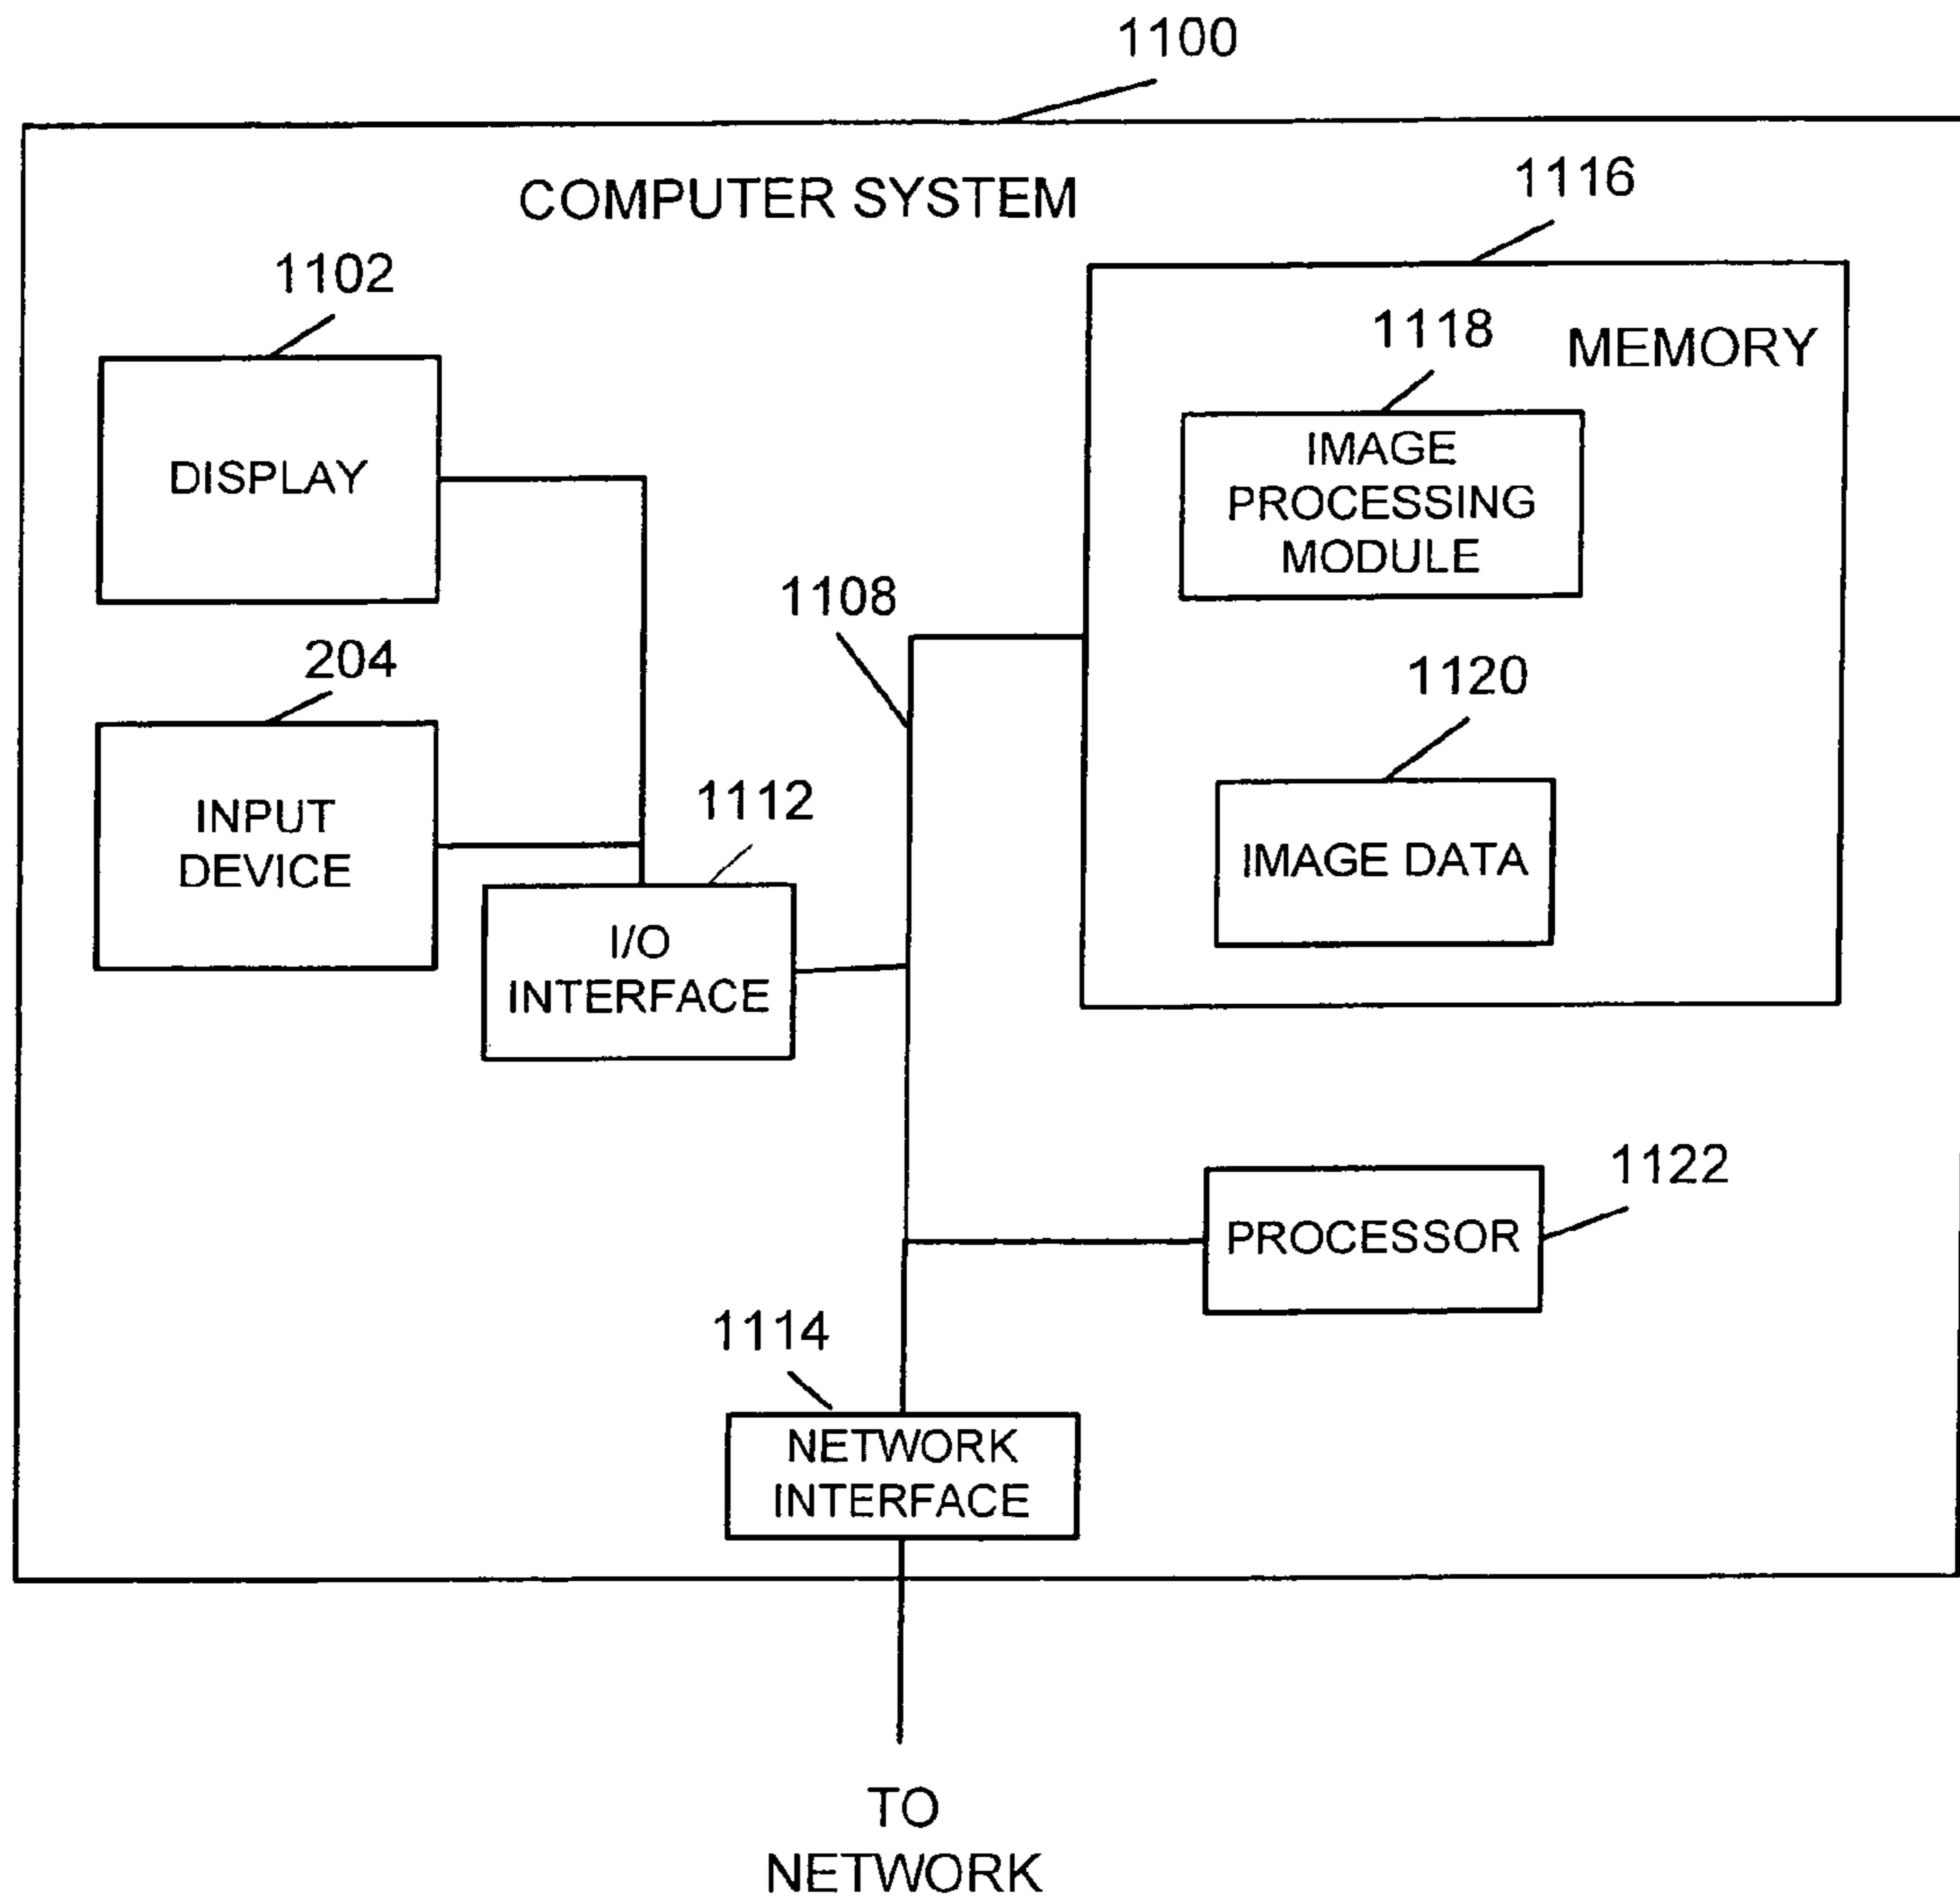 1100
COMPUTER SYSTEM
1116
1102
1118
MEMORY
IMAGE
PROCESSING
MODULE
DISPLAY
1108
204
1120
INPUT
DEVICE
1112
IMAGE DATA
I/O
INTERFACE
1122
PROCESSOR
1114
NETWORK
INTERFACE
TO
NETWORK